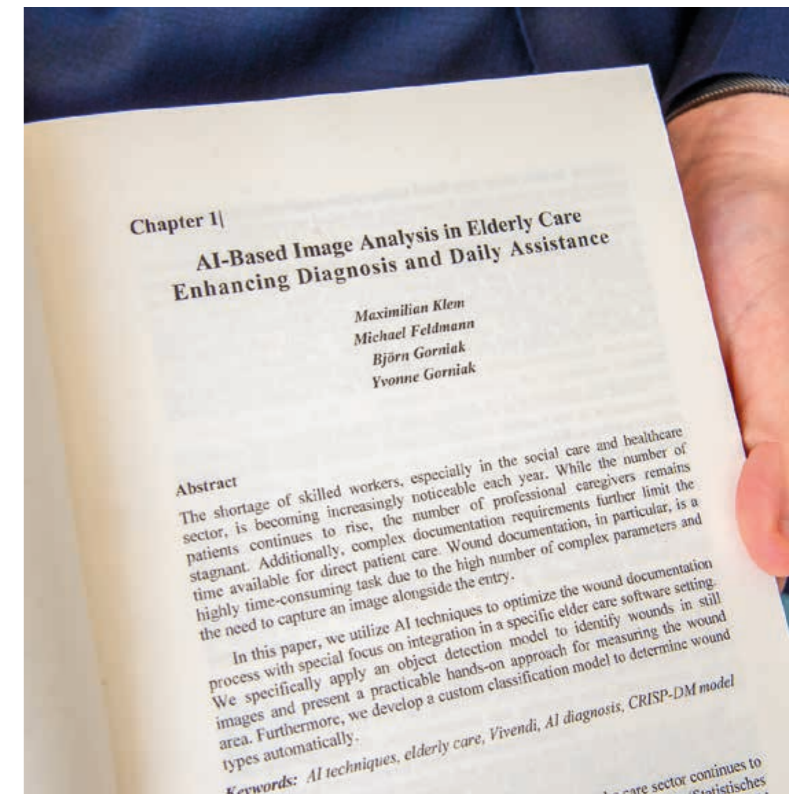 Chapter 1|
AI-Based Image Analysis in Elderly Care
Enhancing Diagnosis and Daily Assistance
Maximilian Klem
Michael Feldmann
Björn Gorniak
Yvonne Gorniak
Abstract
The shortage of skilled workers, especially in the social care and healthcare
sector, is becoming increasingly noticeable each year. While the number of
patients continues to rise, the number of professional caregivers remains
stagnant. Additionally, complex documentation requirements further limit the
time available for direct patient care. Wound documentation, in particular, is a
highly time-consuming task due to the high number of complex parameters and
the need to capture an image alongside the entry.
In this paper, we utilize AI techniques to optimize the wound documentation
process with special focus on integration in a specific elder care software setting.
We specifically apply an object detection model to identify wounds in still
images and present a practicable hands-on approach for measuring the wound
area. Furthermore, we develop a custom classification model to determine wound
types automatically.
Keywords: AI techniques, elderly care, Vivendi, AI diagnosis, CRISP-DM model
care sector continues to
(Statistisches